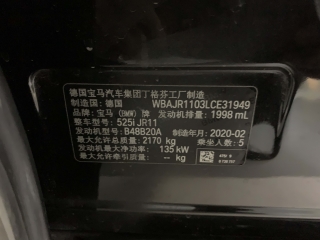 德国宝马汽车集团丁格芬工厂制造
制造国：德国 WBAJR1103LCE31949
品牌：宝马（BMW）牌 发动机排量：1998 mL
整车型号：525i JR11
发动机型号：B48B20A 制造年月：2020-02
最大允许总质量：2170 kg 乘坐人数：5
发动机最大净功率：135 kW
最大允许牵引质量：-- kg